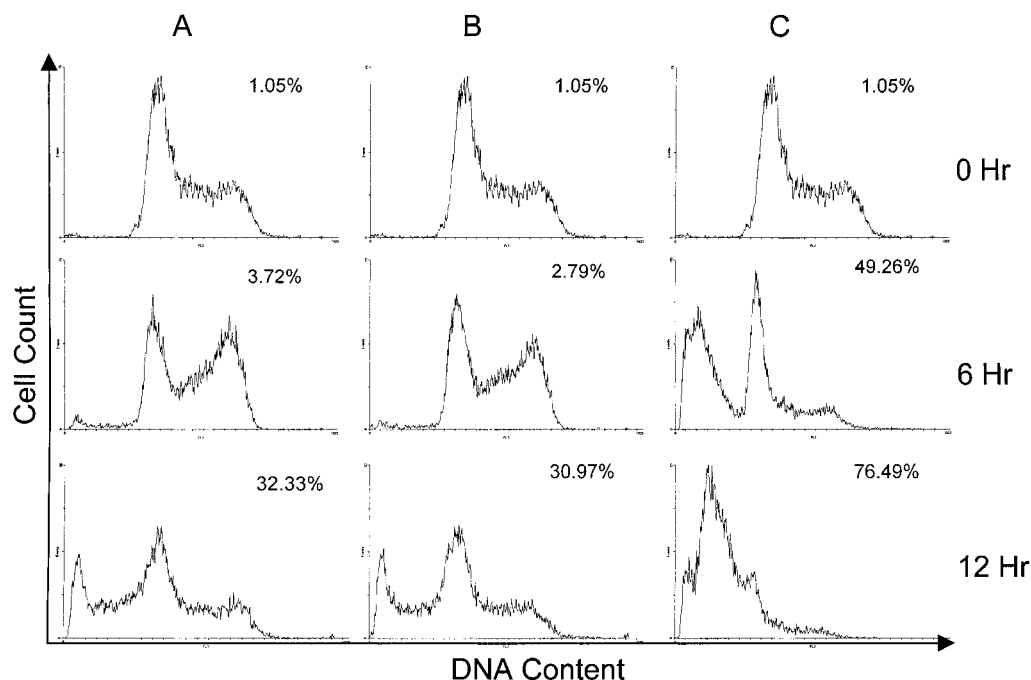 A B C
1.05% 1.05% 1.05%
0 Hr
3.72% 2.79% 49.26%
6 Hr
Cell Count
32.33% 30.97% 76.49%
12 Hr
DNA Content